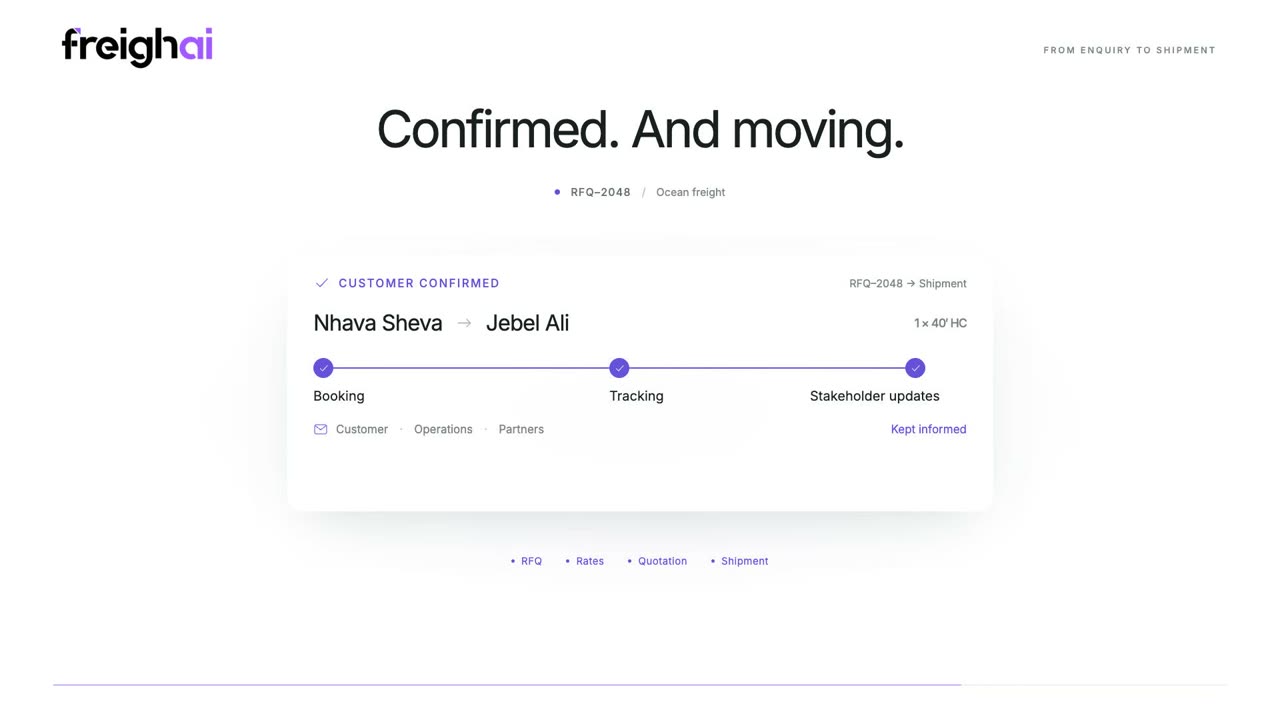 freighai
FROM ENQUIRY TO SHIPMENT
Confirmed. And moving.
RFQ–2048 / Ocean freight
CUSTOMER CONFIRMED
RFQ–2048 → Shipment
Nhava Sheva → Jebel Ali
1 × 40′ HC
Booking
Tracking
Stakeholder updates
Customer · Operations · Partners
Kept informed
• RFQ • Rates • Quotation • Shipment